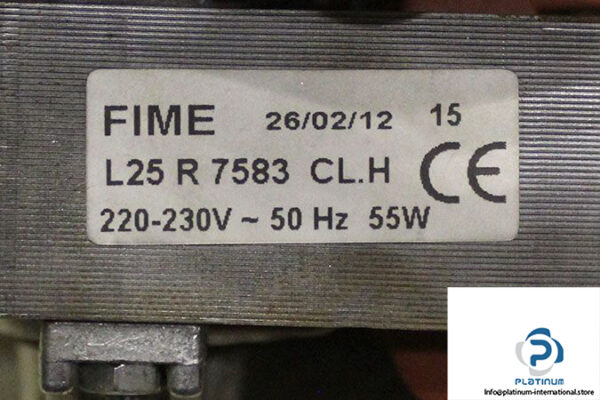 FIME 26/02/12 15
L25 R 7583 CL.H CE
220-230V ~ 50 Hz 55W
PLATINUM
Info@platinum-international.store